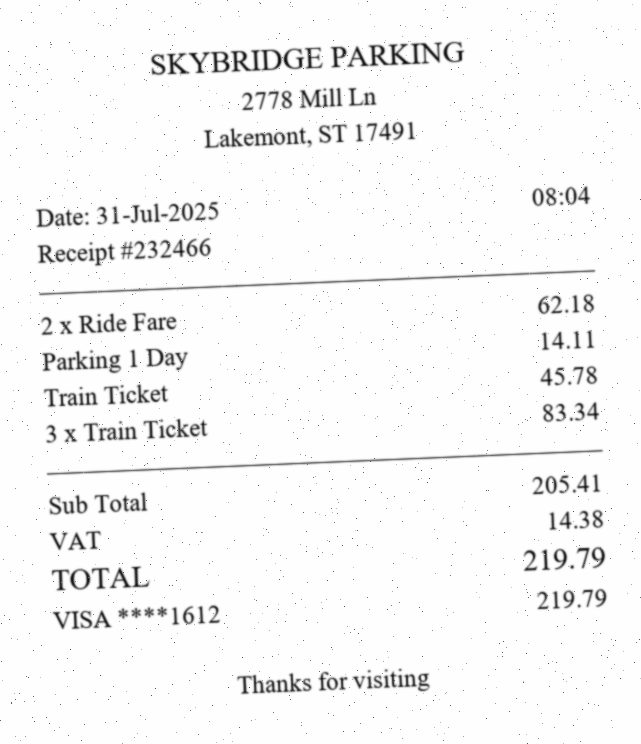 SKYBRIDGE PARKING
2778 Mill Ln
Lakemont, ST 17491
Date: 31-Jul-2025 08:04
Receipt #232466
2 x Ride Fare 62.18
Parking 1 Day 14.11
Train Ticket 45.78
3 x Train Ticket 83.34
Sub Total 205.41
VAT 14.38
TOTAL 219.79
VISA ****1612 219.79
Thanks for visiting